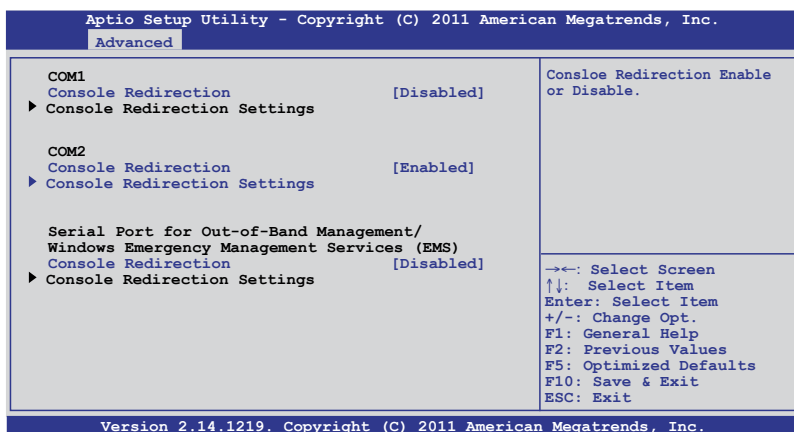 Aptio Setup Utility - Copyright (C) 2011 American Megatrends, Inc.
Advanced
COM1
Console Redirection [Disabled]
Console Redirection Settings
COM2
Console Redirection [Enabled]
Console Redirection Settings
Serial Port for Out-of-Band Management/
Windows Emergency Management Services (EMS)
Console Redirection [Disabled]
Console Redirection Settings
Consloe Redirection Enable
or Disable.
→←: Select Screen
↑↓: Select Item
Enter: Select Item
+/-: Change Opt.
F1: General Help
F2: Previous Values
F5: Optimized Defaults
F10: Save & Exit
ESC: Exit
Version 2.14.1219. Copyright (C) 2011 American Megatrends, Inc.